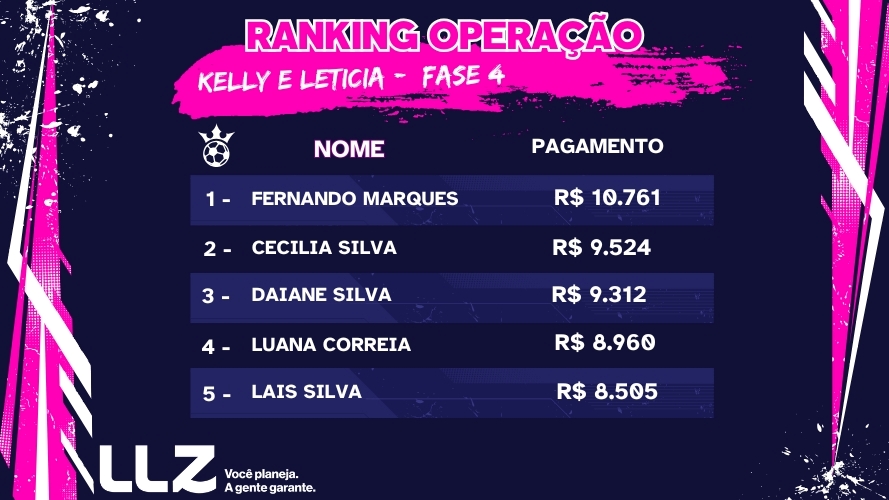 RANKING OPERAÇÃO
KELLY E LETICIA - FASE 4
NOME PAGAMENTO
1 - FERNANDO MARQUES R$ 10.761
2 - CECILIA SILVA R$ 9.524
3 - DAIANE SILVA R$ 9.312
4 - LUANA CORREIA R$ 8.960
5 - LAIS SILVA R$ 8.505
LLZ
Você planeja.
A gente garante.